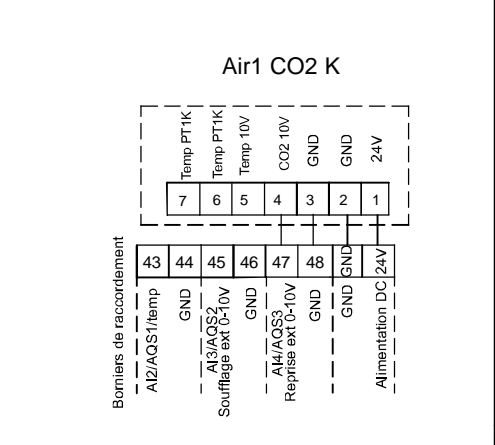 Air1 CO2 K
Temp PT1K
Temp PT1K
Temp 10V
CO2 10V
GND
GND
24V
7 6 5 4 3 2 1
Borniers de raccordement
43 44 45 46 47 48 GND 24V
AI2/AQS1/temp
GND
AI3/AQS2
Soufflage ext 0-10V
GND
AI4/AQS3
Reprise ext 0-10V
GND
GND
Alimentation DC